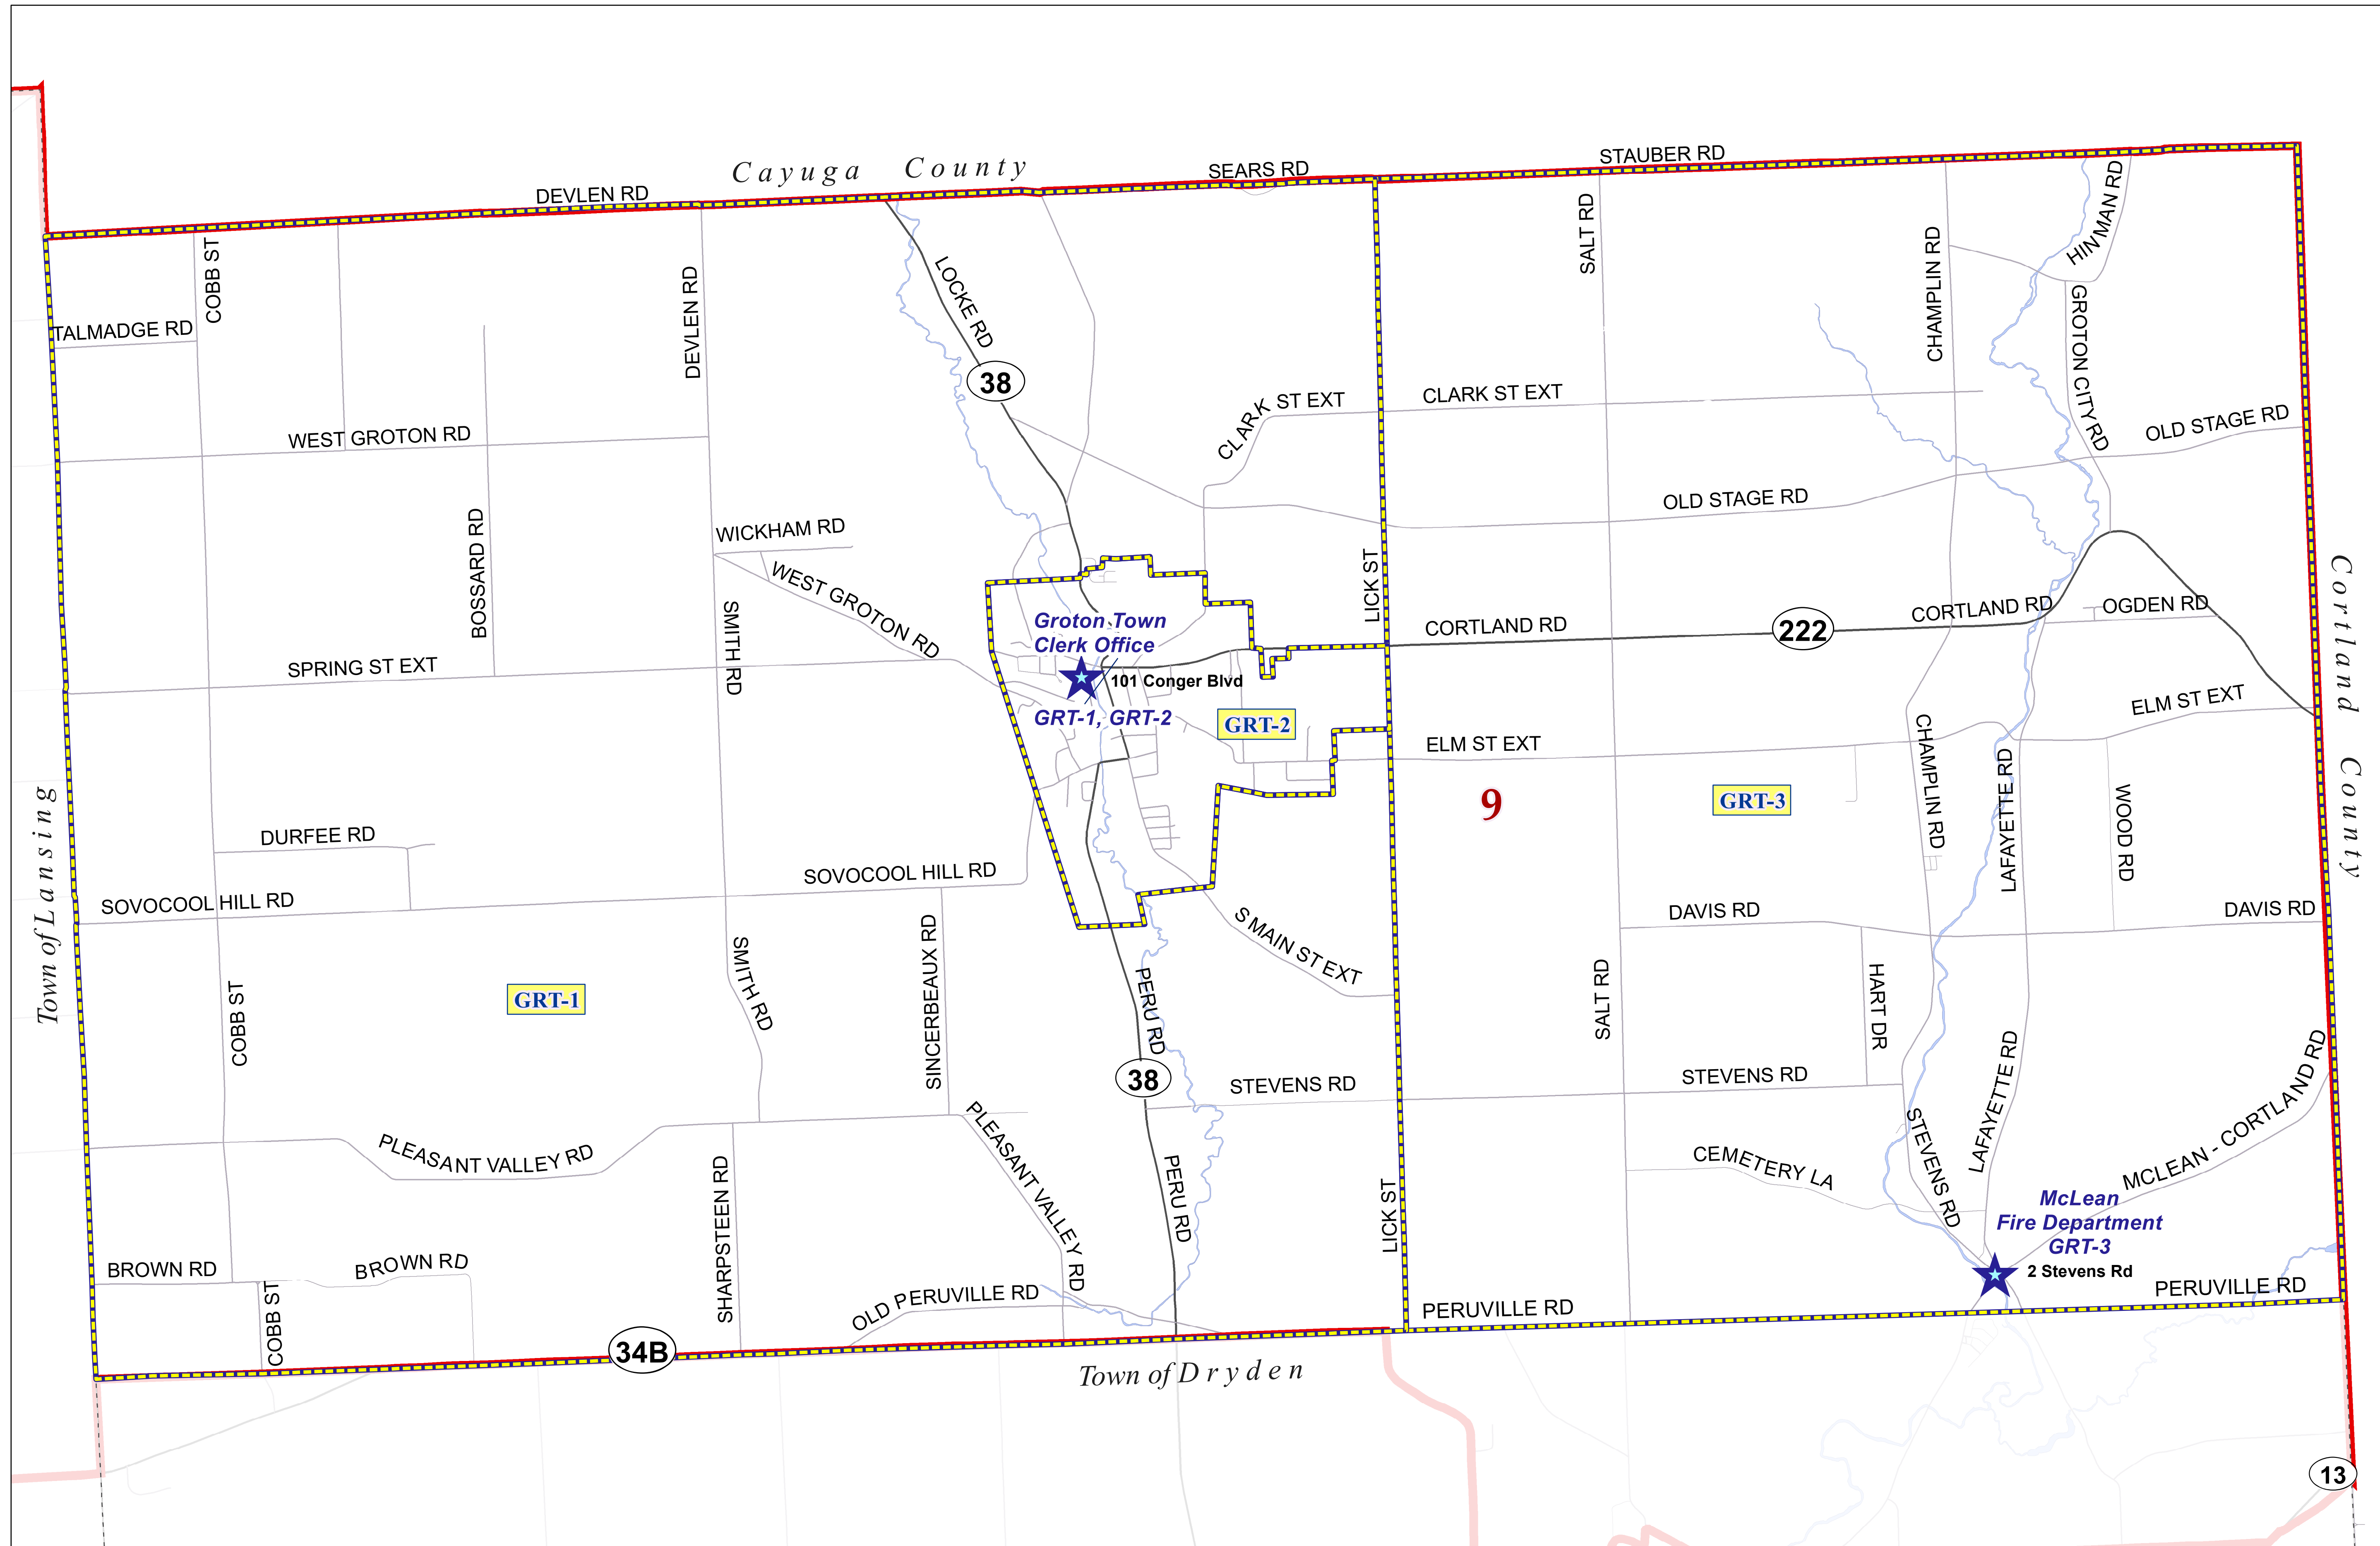 Cayuga County
SEARS RD
STAUBER RD
DEVLEN RD
COBB ST
TALMADGE RD
DEVLEN RD
LOCKE RD
38
SALT RD
CHAMPLIN RD
HINMAN RD
GROTON CITY RD
WEST GROTON RD
CLARK ST EXT
CLARK ST EXT
OLD STAGE RD
OLD STAGE RD
BOSSARD RD
WICKHAM RD
WEST GROTON RD
SMITH RD
LICK ST
Groton Town
Clerk Office
101 Conger Blvd
GRT-1, GRT-2
GRT-2
CORTLAND RD
222
CORTLAND RD
OGDEN RD
Cortland County
SPRING ST EXT
ELM ST EXT
ELM ST EXT
9
GRT-3
CHAMPLIN RD
LAFAYETTE RD
WOOD RD
Town of Lansing
DURFEE RD
SOVOCOOL HILL RD
SOVOCOOL HILL RD
DAVIS RD
DAVIS RD
S MAIN ST EXT
GRT-1
COBB ST
SMITH RD
SINCERBEAUX RD
PERU RD
38
SALT RD
HART DR
STEVENS RD
STEVENS RD
LAFAYETTE RD
MCLEAN - CORTLAND RD
PLEASANT VALLEY RD
PLEASANT VALLEY RD
STEVENS RD
CEMETERY LA
SHARPSTEEN RD
PERU RD
LICK ST
McLean
Fire Department
GRT-3
2 Stevens Rd
BROWN RD
BROWN RD
COBB ST
OLD PERUVILLE RD
PERUVILLE RD
PERUVILLE RD
34B
Town of Dryden
13